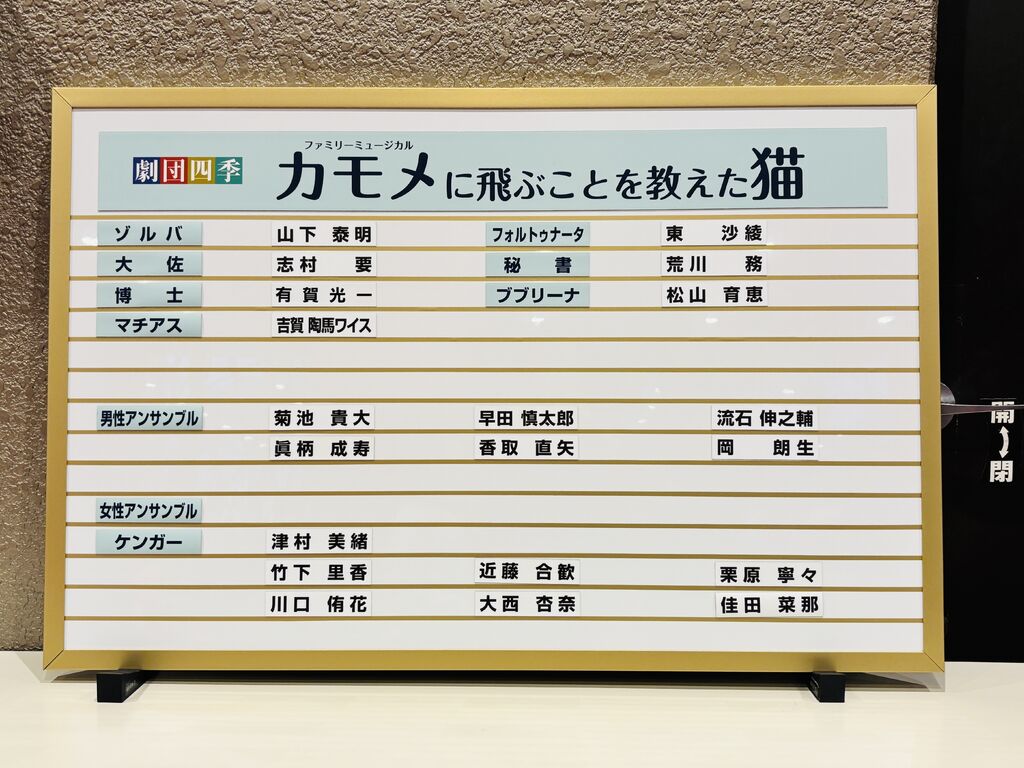 ファミリーミュージカル
劇団四季 カモメに飛ぶことを教えた猫
ゾルバ 山下 泰明 フォルトゥナータ 東 沙綾
大佐 志村 要 秘書 荒川 務
博士 有賀光一 ブブリーナ 松山 育恵
マチアス 吉賀 陶馬ワイス
男性アンサンブル 菊池 貴大 早田 慎太郎 流石 伸之輔
眞柄 成寿 香取 直矢 岡 朗生
女性アンサンブル
ケンガー 津村 美緒
竹下 里香 近藤 合歓 栗原 寧々
川口 侑花 大西 杏奈 佳田 菜那
開
閉